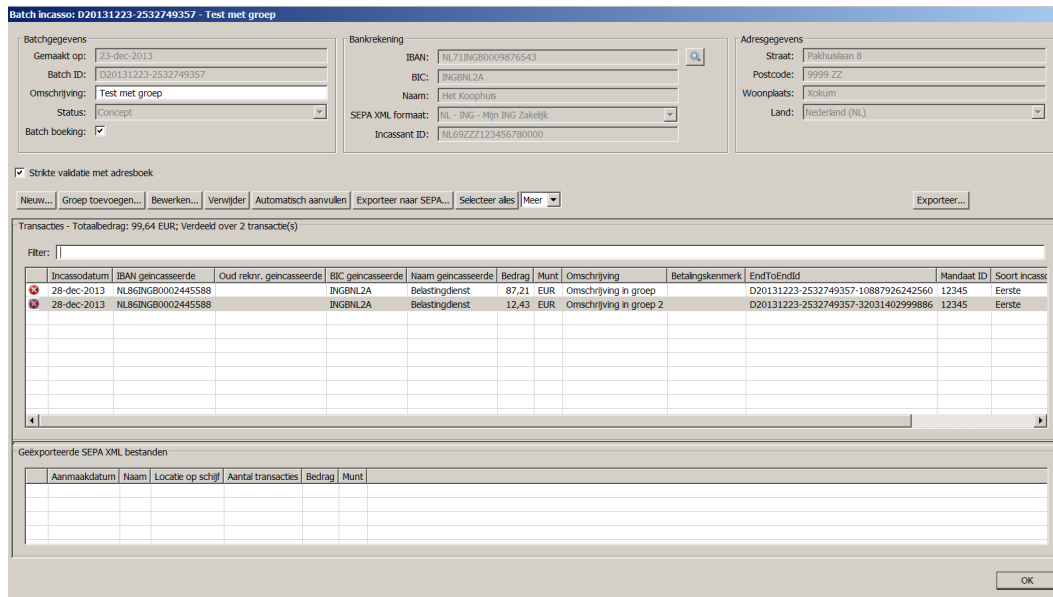 Batch incasso: D20131223-2532749357 - Test met groep
Batchgegevens
Gemaakt op: 23-dec-2013
Batch ID: D20131223-2532749357
Omschrijving: Test met groep
Status: Concept
Batch boeking:
Bankrekening
IBAN: NL71INGB0009876543
BIC: INGBNL2A
Naam: Het Koophuis
SEPA XML formaat: NL - ING - Mijn ING Zakelijk
Incassant ID: NL69ZZZ123456780000
Adresgegevens
Straat: Pakhuislaan 8
Postcode: 9999 ZZ
Woonplaats: Xokum
Land: Nederland (NL)
Strikte validatie met adresboek
Nieuw... Groep toevoegen... Bewerken... Verwijder Automatisch aanvullen Exporteer naar SEPA... Selecteer alles Meer Exporteer...
Transacties - Totaalbedrag: 99,64 EUR; Verdeeld over 2 transactie(s)
Filter:
Incassodatum IBAN geincasseerde Oud reknr. geincasseerde BIC geincasseerde Naam geincasseerde Bedrag Munt Omschrijving Betalingskenmerk EndToEndId Mandaat ID Soort incasso
28-dec-2013 NL86INGB0002445588 INGBNL2A Belastingdienst 87,21 EUR Omschrijving in groep D20131223-2532749357-10887926242560 12345 Eerste
28-dec-2013 NL86INGB0002445588 INGBNL2A Belastingdienst 12,43 EUR Omschrijving in groep 2 D20131223-2532749357-32031402999886 12345 Eerste
Geëxporteerde SEPA XML bestanden
Aanmaakdatum Naam Locatie op schijf Aantal transacties Bedrag Munt
OK